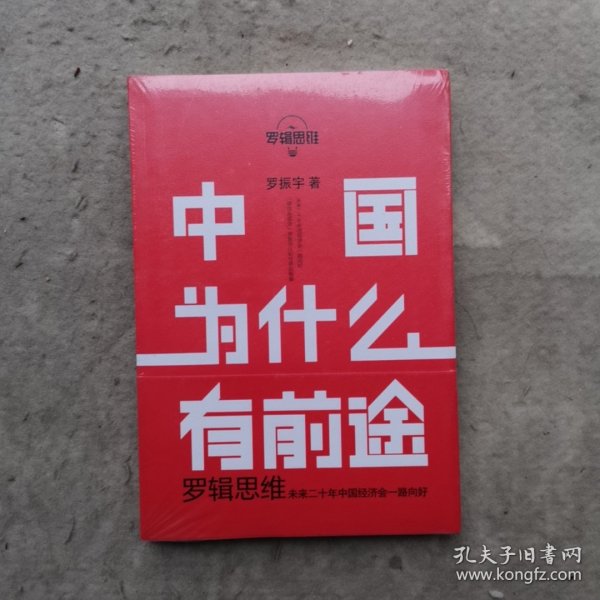 罗辑思维
罗振宇 著
中国
为什么
有前途
罗辑思维 未来二十年中国经济会一路向好
孔夫子旧书网
www.kongfz.com